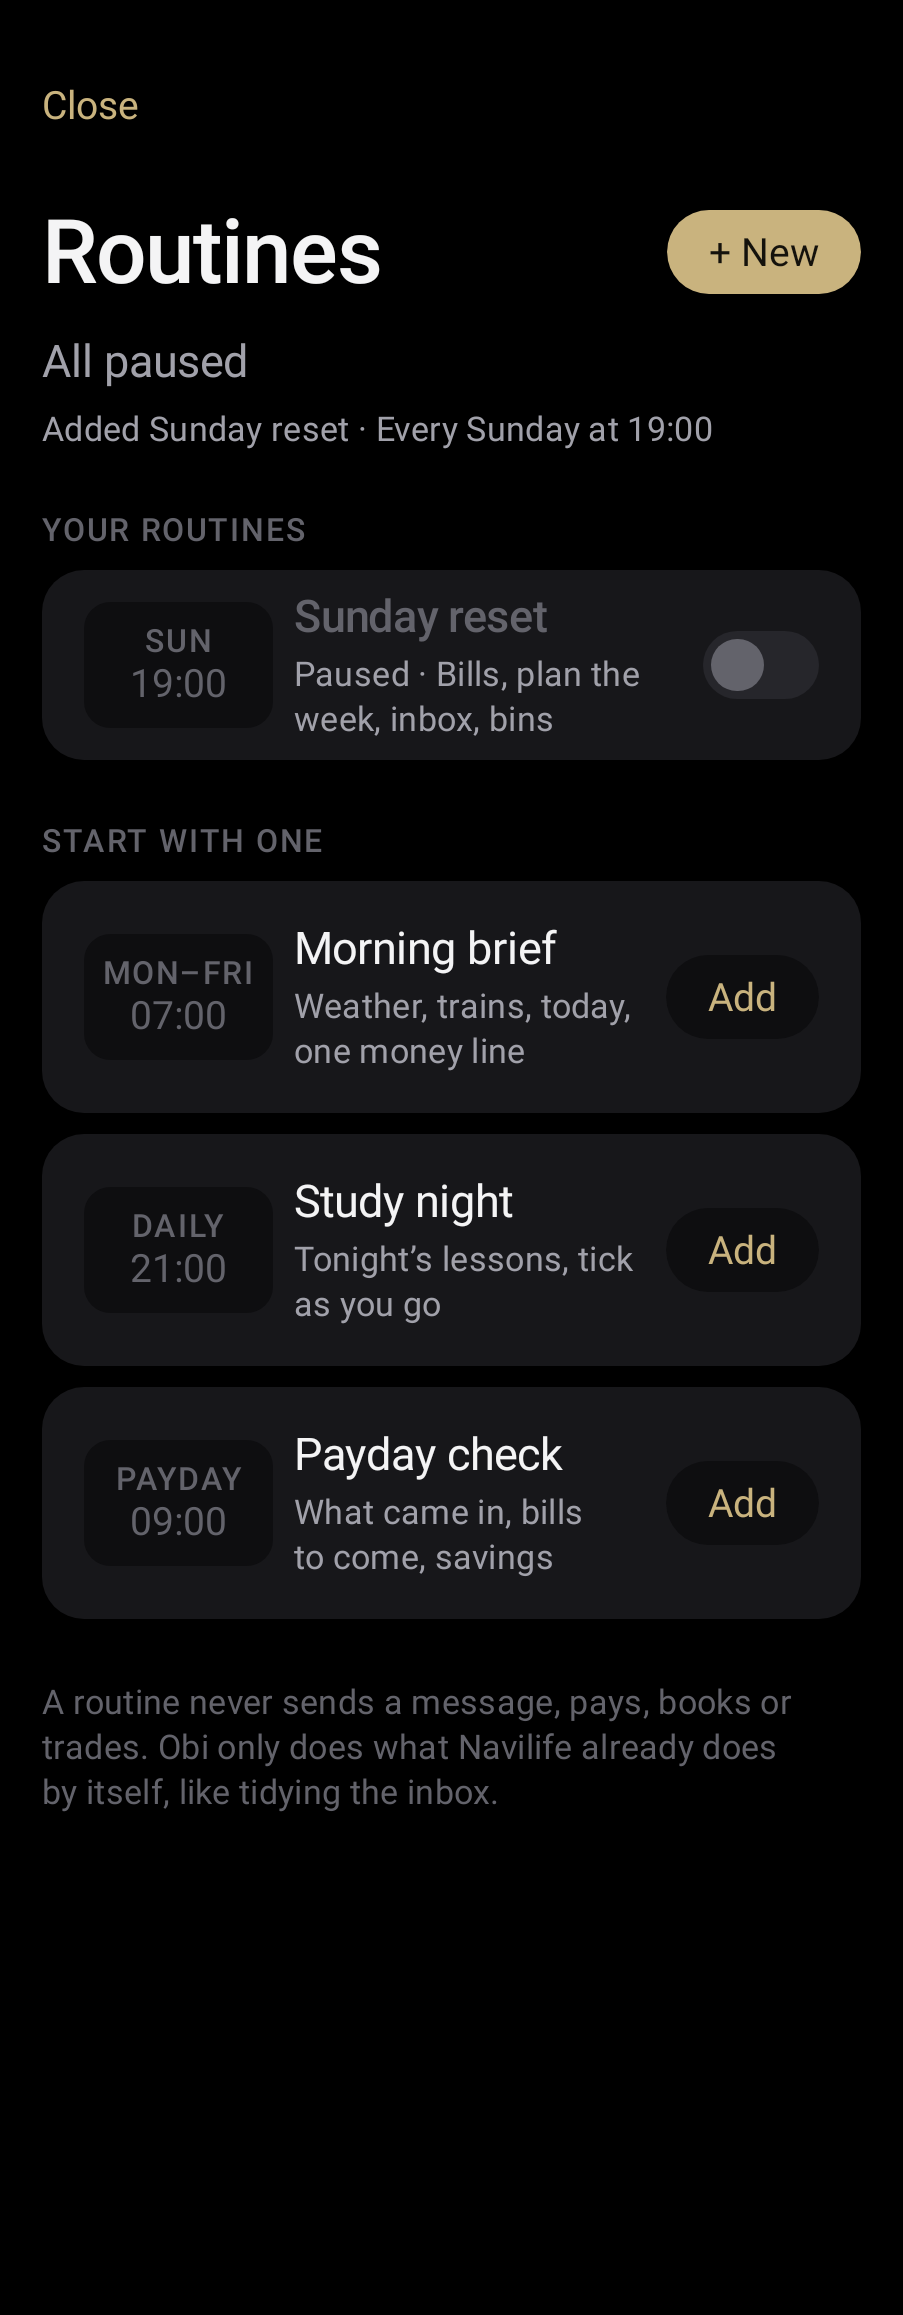 Close
Routines
+ New
All paused
Added Sunday reset · Every Sunday at 19:00
YOUR ROUTINES
SUN
19:00
Sunday reset
Paused · Bills, plan the
week, inbox, bins
START WITH ONE
MON–FRI
07:00
Morning brief
Weather, trains, today,
one money line
Add
DAILY
21:00
Study night
Tonight’s lessons, tick
as you go
Add
PAYDAY
09:00
Payday check
What came in, bills
to come, savings
Add
A routine never sends a message, pays, books or
trades. Obi only does what Navilife already does
by itself, like tidying the inbox.